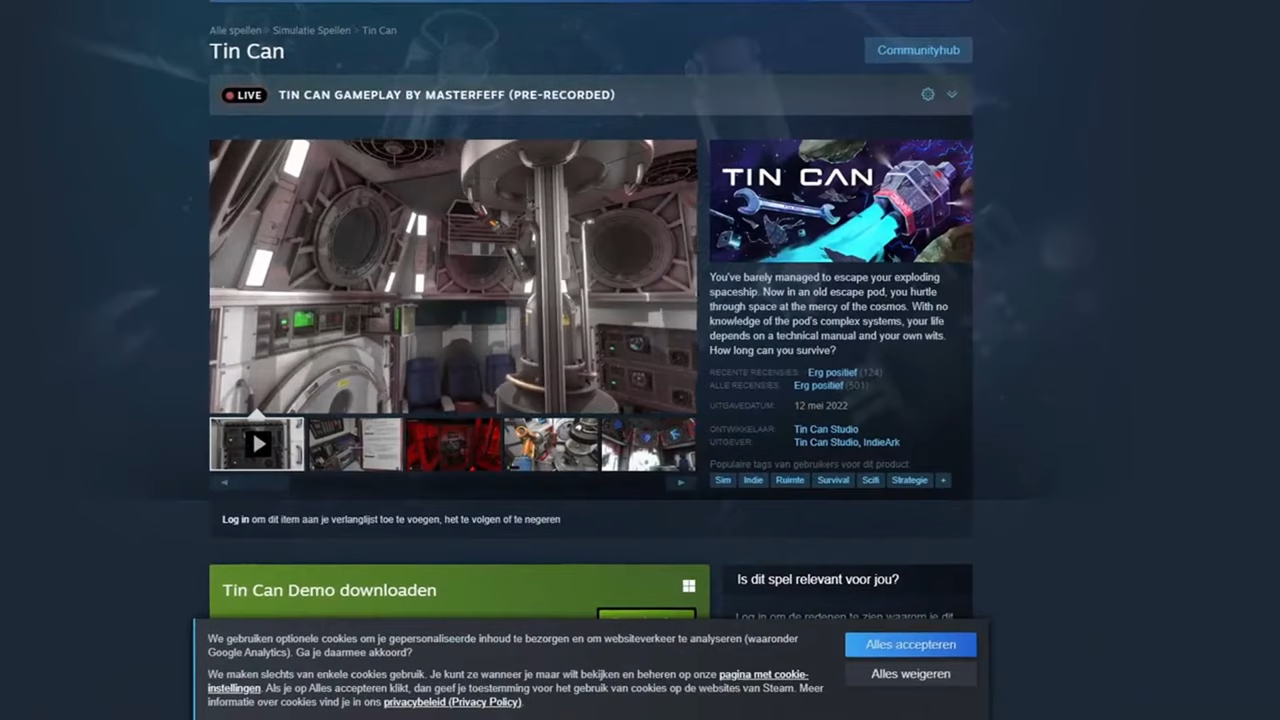 Alle spellen > Simulatie Spellen > Tin Can
Tin Can
Communityhub
LIVE TIN CAN GAMEPLAY BY MASTERFEFF (PRE-RECORDED)
TIN CAN
You've barely managed to escape your exploding
spaceship. Now in an old escape pod, you hurtle
through space at the mercy of the cosmos. With no
knowledge of the pod's complex systems, your life
depends on a technical manual and your own wits.
How long can you survive?
RECENTE RECENSIES: Erg positief (124)
ALLE RECENSIES: Erg positief (501)
UITGAVEDATUM: 12 mei 2022
ONTWIKKELAAR: Tin Can Studio
UITGEVER: Tin Can Studio, IndieArk
Populaire tags van gebruikers voor dit product
Sim Indie Ruimte Survival Scifi Strategie +
Log in om dit item aan je verlanglijst toe te voegen, het te volgen of te negeren
Tin Can Demo downloaden
Is dit spel relevant voor jou?
Log in om de redenen te zien waarom je dit
We gebruiken optionele cookies om je gepersonaliseerde inhoud te bezorgen en om websiteverkeer te analyseren (waaronder
Google Analytics). Ga je daarmee akkoord?
We maken slechts van enkele cookies gebruik. Je kunt ze wanneer je maar wilt bekijken en beheren op onze pagina met cookie-
instellingen. Als je op Alles accepteren klikt, dan geef je toestemming voor het gebruik van cookies op de websites van Steam. Meer
informatie over cookies vind je in ons privacybeleid (Privacy Policy).
Alles accepteren
Alles weigeren